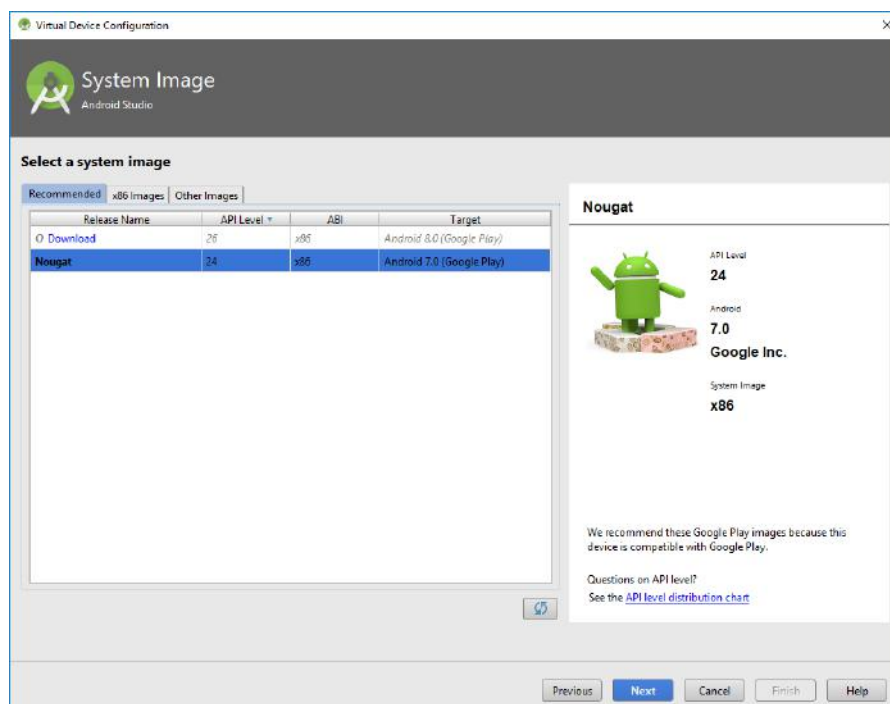 Virtual Device Configuration
System Image
Android Studio
Select a system image
Recommended x86 Images Other Images
Release Name API Level ABI Target
O Download 26 x86 Android 8.0 (Google Play)
Nougat 24 x86 Android 7.0 (Google Play)
Nougat
API Level
24
Android
7.0
Google Inc.
System Image
x86
We recommend these Google Play images because this
device is compatible with Google Play.
Questions on API level?
See the API level distribution chart
Previous Next Cancel Finish Help